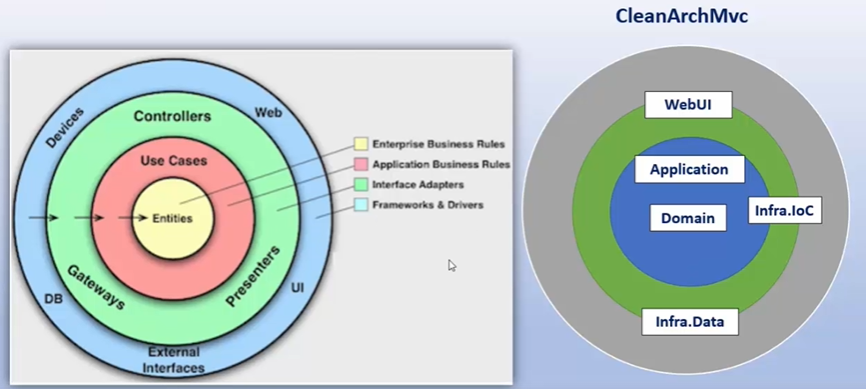 CleanArchMvc
Devices
Controllers
Web
Use Cases
Entities
Gateways
Presenters
DB
UI
External
Interfaces
Enterprise Business Rules
Application Business Rules
Interface Adapters
Frameworks & Drivers
WebUI
Application
Domain
Infra.IoC
Infra.Data